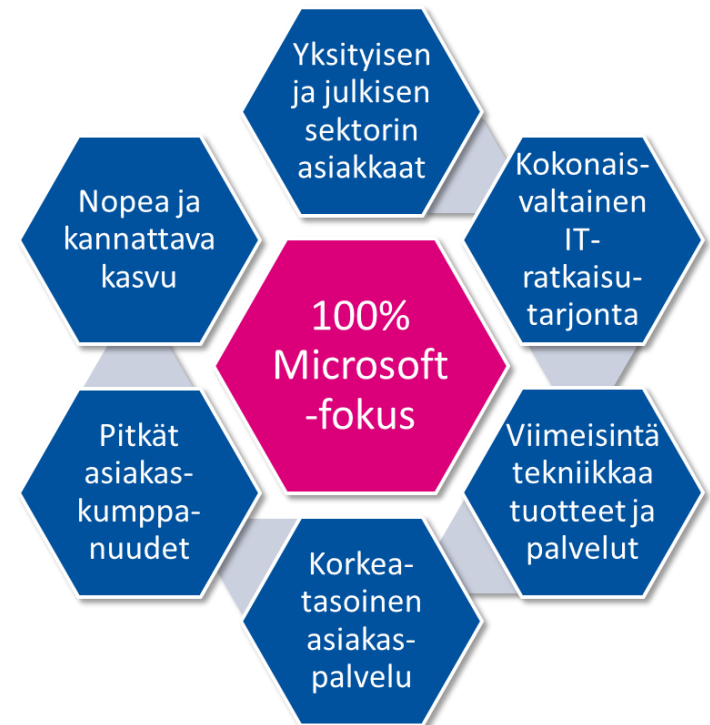 Yksityisen
ja julkisen
sektorin
asiakkaat
Kokonais-
valtainen
IT-
ratkaisu-
tarjonta
Viimeisintä
tekniikkaa
tuotteet ja
palvelut
Korkea-
tasoinen
asiakas-
palvelu
Pitkät
asiakas-
kumppa-
nuudet
Nopea ja
kannattava
kasvu
100%
Microsoft
-fokus